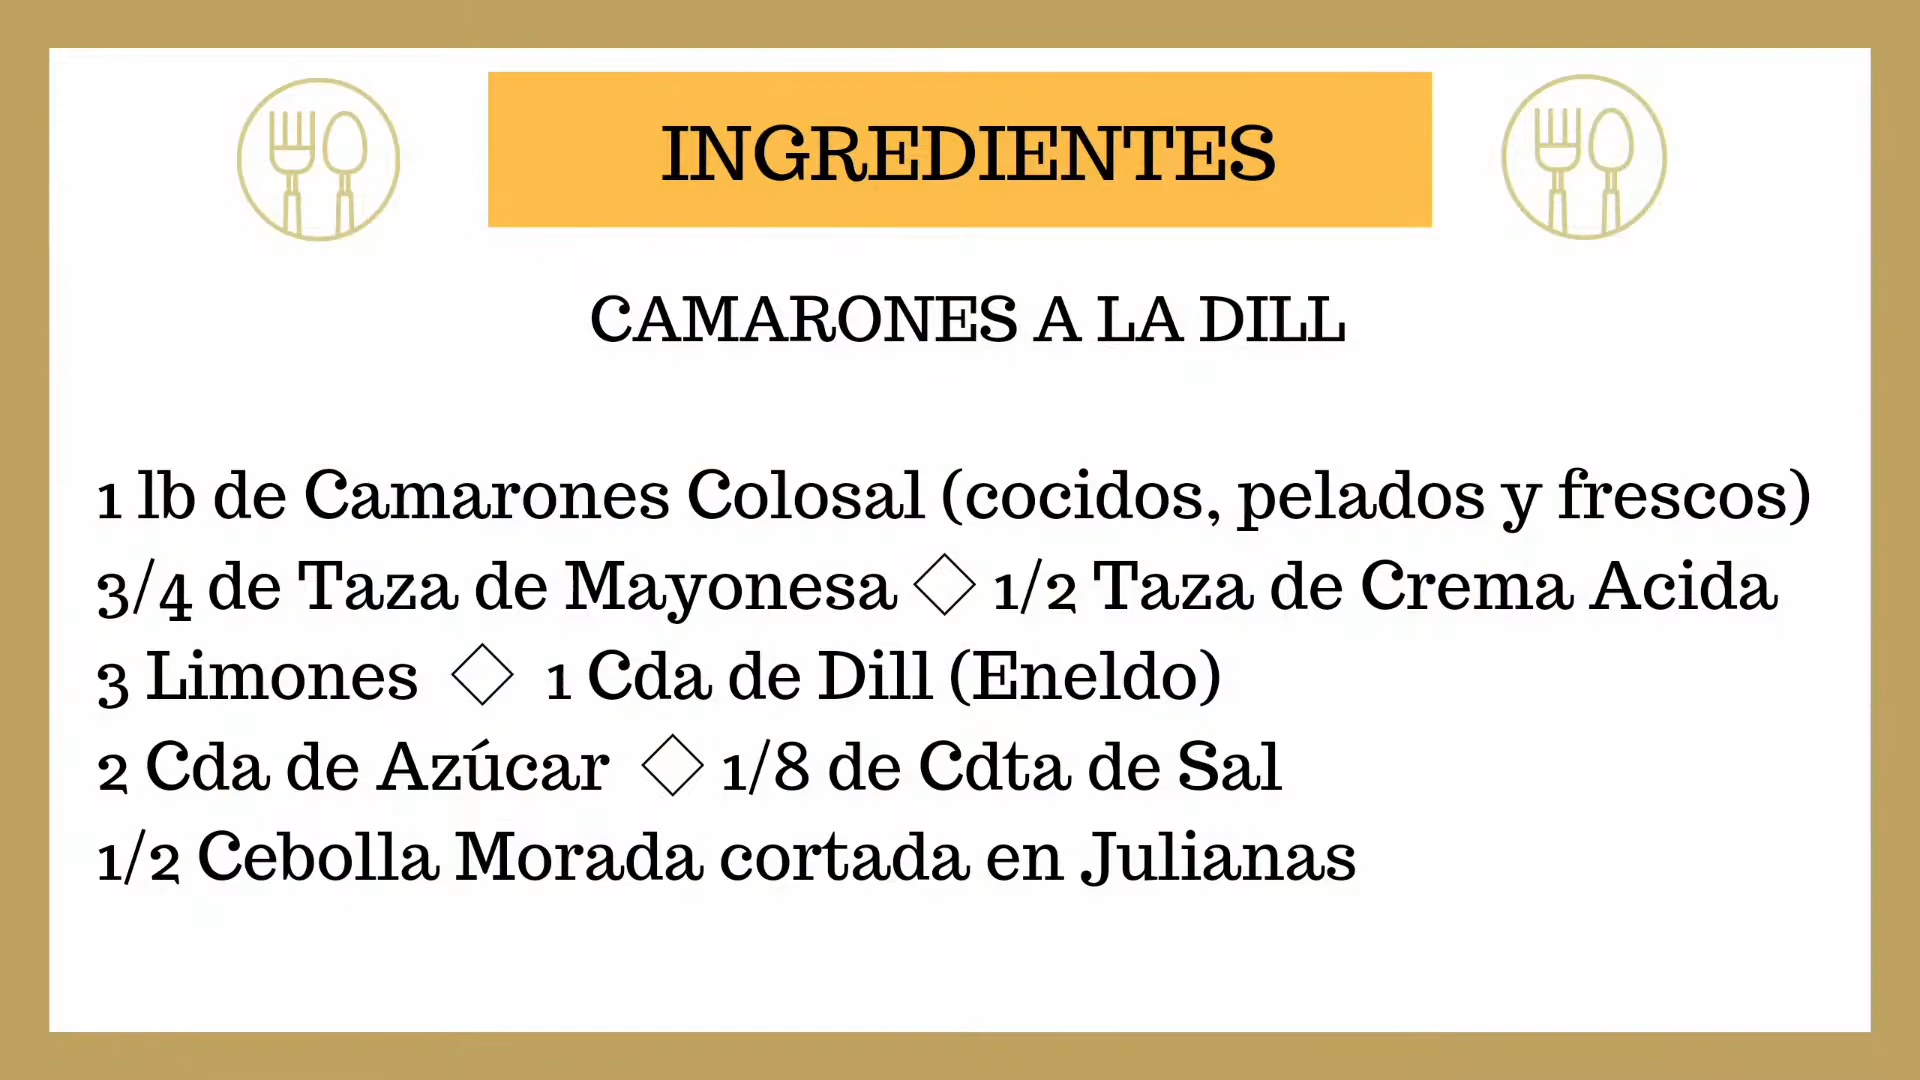 INGREDIENTES
CAMARONES A LA DILL
1 lb de Camarones Colosal (cocidos, pelados y frescos)
3/4 de Taza de Mayonesa ◇ 1/2 Taza de Crema Acida
3 Limones ◇ 1 Cda de Dill (Eneldo)
2 Cda de Azúcar ◇ 1/8 de Cdta de Sal
1/2 Cebolla Morada cortada en Julianas